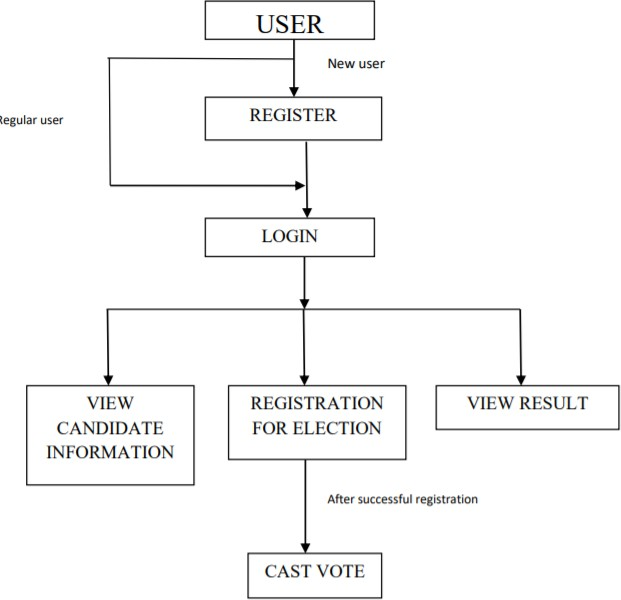 USER
New user
Regular user
REGISTER
LOGIN
VIEW
CANDIDATE
INFORMATION
REGISTRATION
FOR ELECTION
VIEW RESULT
After successful registration
CAST VOTE